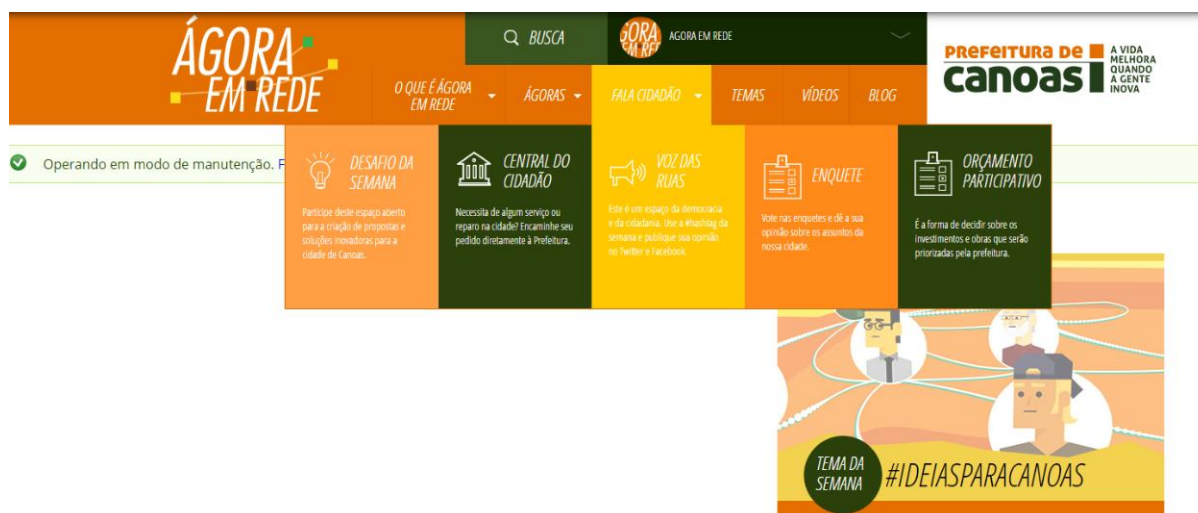 ÁGORA
EM REDE
BUSCA
ÁGORA
EM REDE
AGORA EM REDE
PREFEITURA DE
canoas
A VIDA
MELHORA
QUANDO
A GENTE
INOVA
O QUE É ÁGORA
EM REDE
ÁGORAS
FALA CIDADÃO
TEMAS
VÍDEOS
BLOG
Operando em modo de manutenção. F
DESAFIO DA
SEMANA
Participe deste espaço aberto
para a criação de propostas e
soluções inovadoras para a
cidade de Canoas.
CENTRAL DO
CIDADÃO
Necessita de algum serviço ou
reparo na cidade? Encaminhe seu
pedido diretamente à Prefeitura.
VOZ DAS
RUAS
Este é um espaço da democracia
e da cidadania. Use a #hashtag da
semana e publique sua opinião
no Twitter e Facebook.
ENQUETE
Vote nas enquetes e dê a sua
opinião sobre os assuntos da
nossa cidade.
ORÇAMENTO
PARTICIPATIVO
É a forma de decidir sobre os
investimentos e obras que serão
priorizadas pela prefeitura.
TEMA DA
SEMANA
#IDEIASPARACANOAS